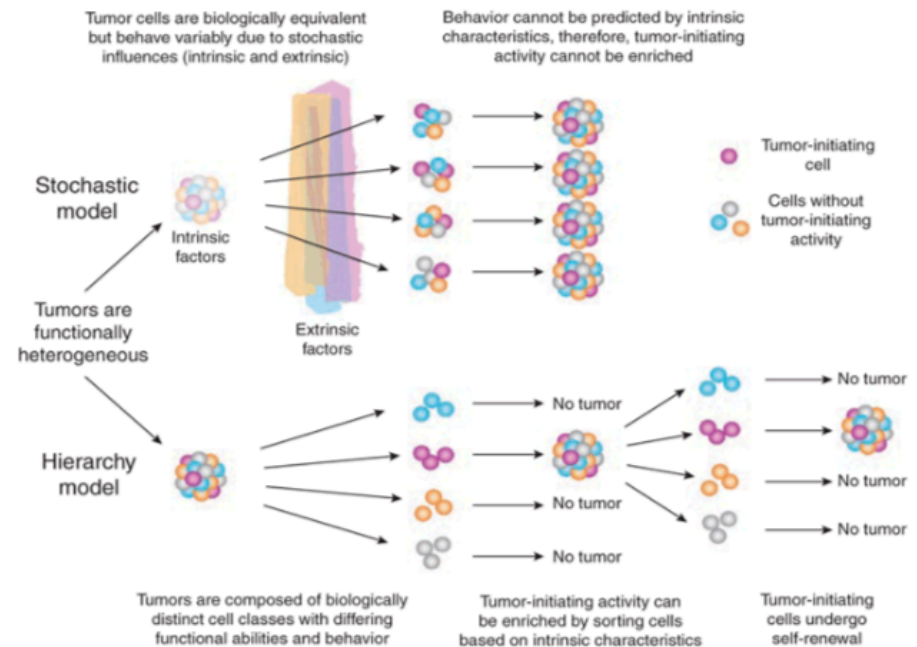 Tumor cells are biologically equivalent
but behave variably due to stochastic
influences (intrinsic and extrinsic)
Behavior cannot be predicted by intrinsic
characteristics, therefore, tumor-initiating
activity cannot be enriched
Stochastic
model
Intrinsic
factors
Extrinsic
factors
Tumor-initiating
cell
Cells without
tumor-initiating
activity
Tumors are
functionally
heterogeneous
Hierarchy
model
No tumor
No tumor
No tumor
No tumor
No tumor
No tumor
Tumors are composed of biologically
distinct cell classes with differing
functional abilities and behavior
Tumor-initiating activity can
be enriched by sorting cells
based on intrinsic characteristics
Tumor-initiating
cells undergo
self-renewal